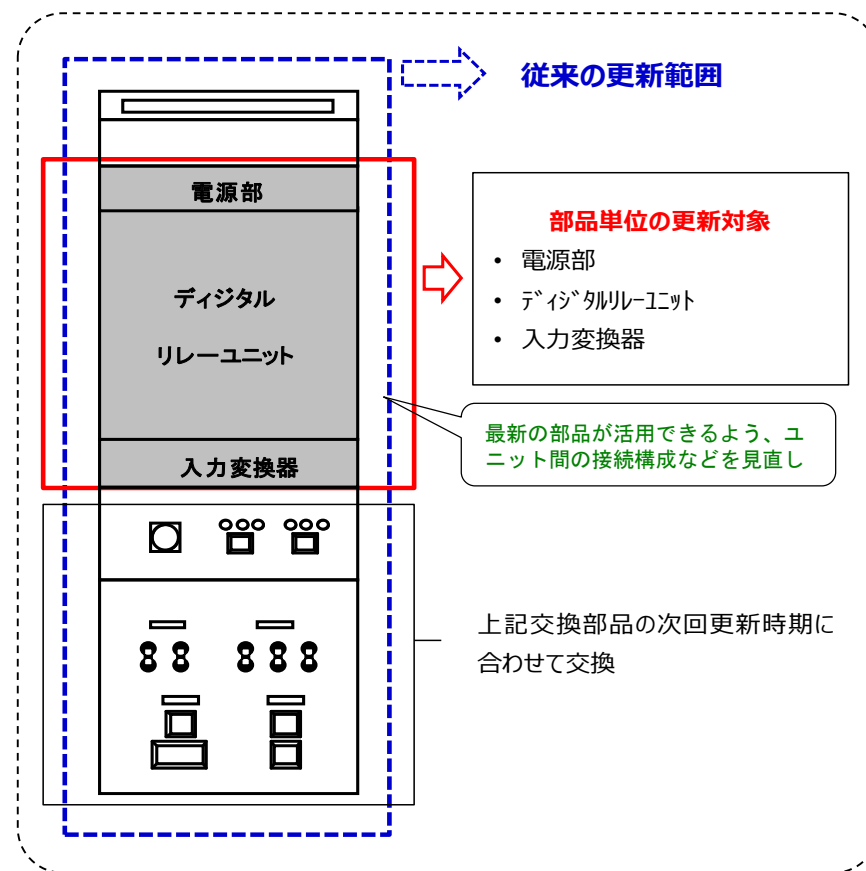 従来の更新範囲
電源部
ディジタル
リレーユニット
入力変換器
部品単位の更新対象
• 電源部
• ﾃﾞｨｼﾞﾀﾙﾘﾚｰﾕﾆｯﾄ
• 入力変換器
最新の部品が活用できるよう、ユ
ニット間の接続構成などを見直し
上記交換部品の次回更新時期に
合わせて交換